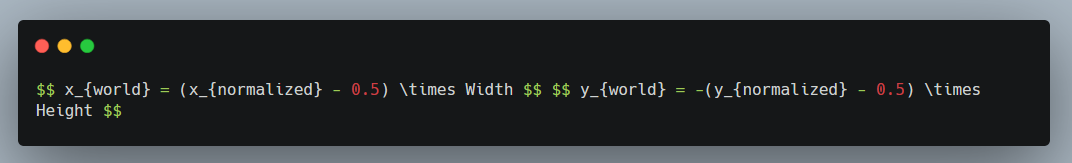 $$ x_{world} = (x_{normalized} - 0.5) \times Width $$ $$ y_{world} = -(y_{normalized} - 0.5) \times
Height $$